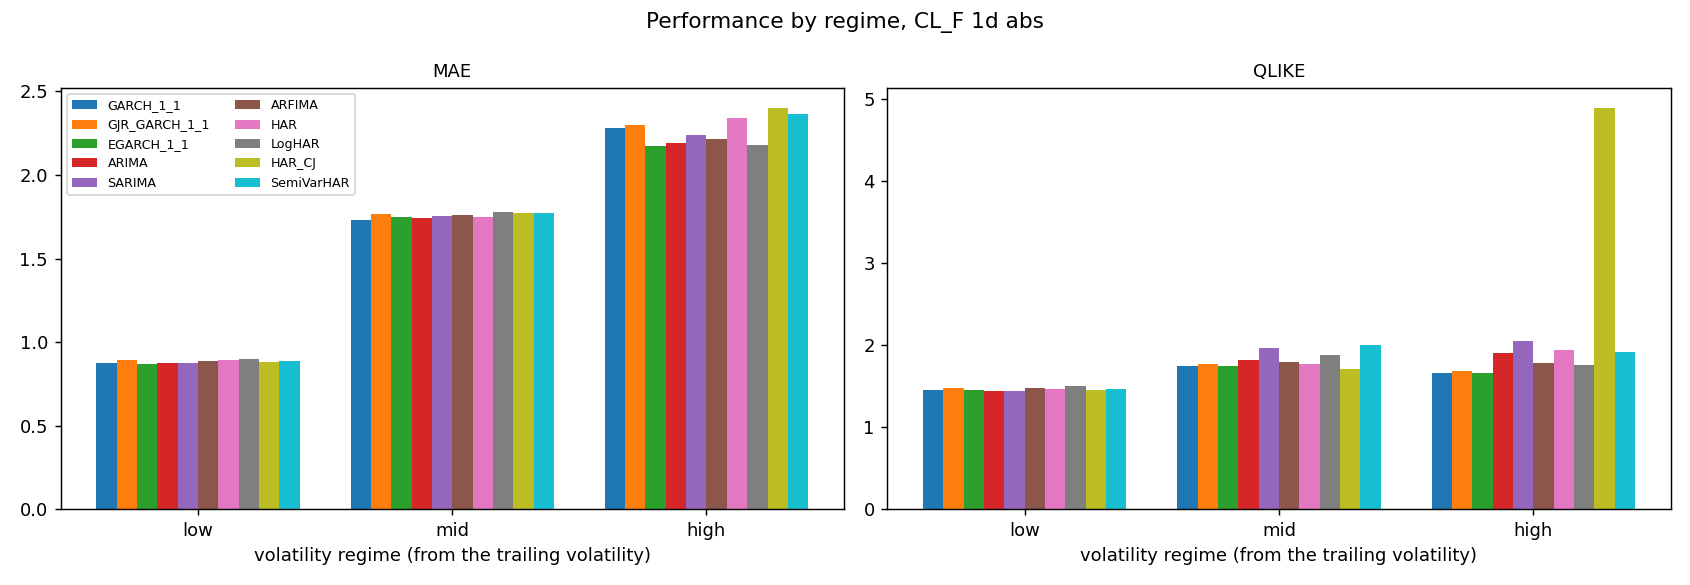 Performance by regime, CL_F 1d abs
MAE
2.5
2.0
1.5
1.0
0.5
0.0
GARCH_1_1
GJR_GARCH_1_1
EGARCH_1_1
ARIMA
SARIMA
ARFIMA
HAR
LogHAR
HAR_CJ
SemiVarHAR
low
mid
high
volatility regime (from the trailing volatility)
QLIKE
5
4
3
2
1
0
low
mid
high
volatility regime (from the trailing volatility)